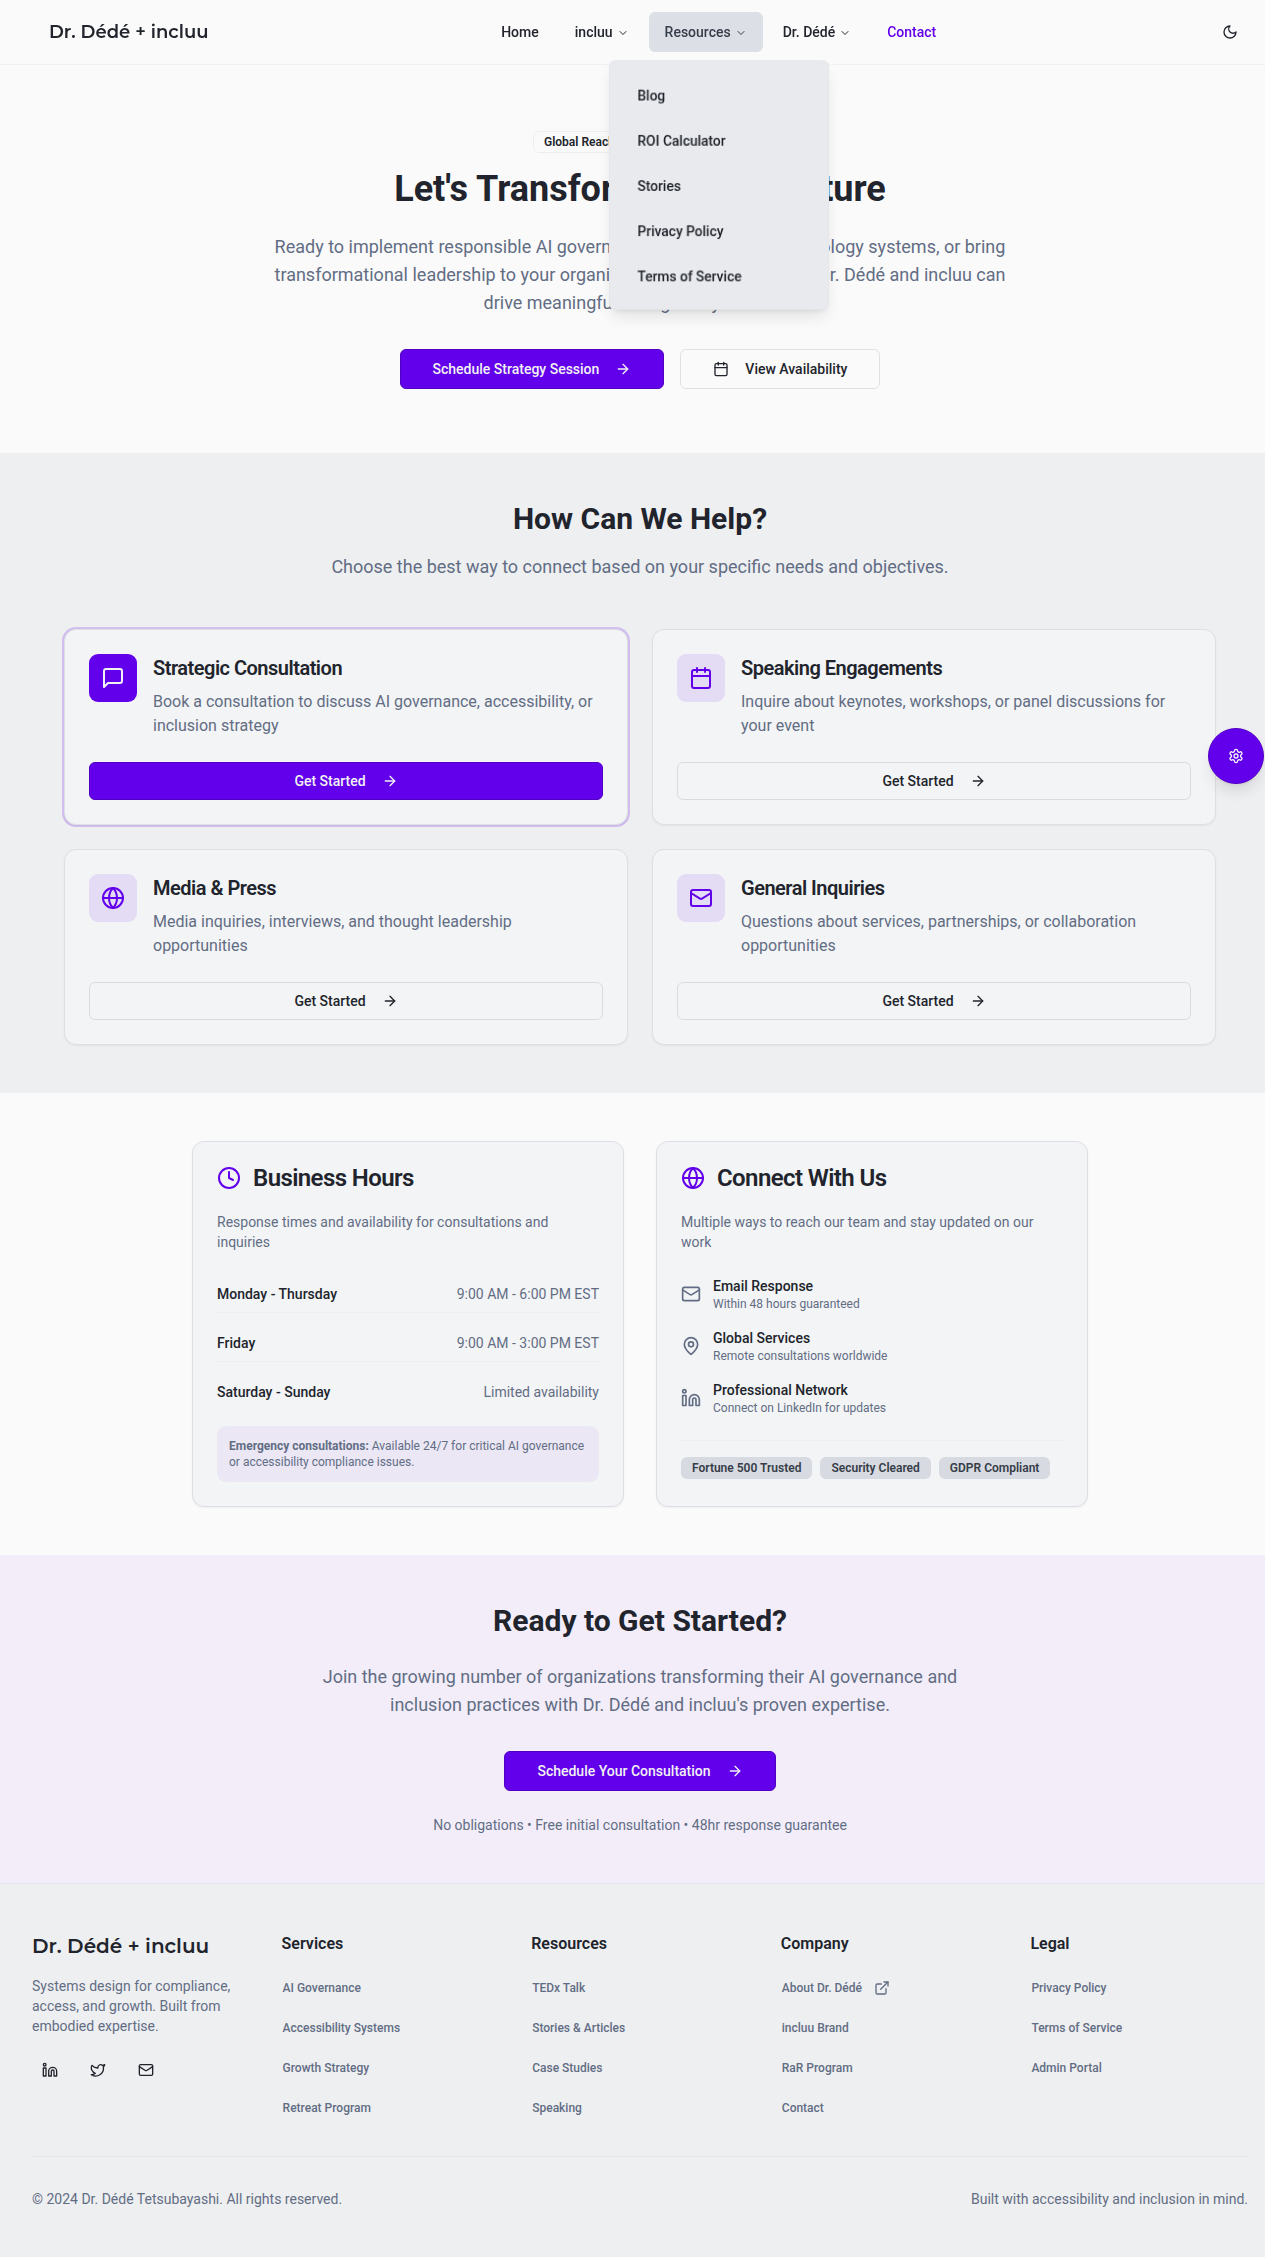 Dr. Dédé + incluu
Home
incluu
Resources
Dr. Dédé
Contact
Blog
ROI Calculator
Stories
Privacy Policy
Terms of Service
Global
Let's
Ready to implement responsible AI systems, or bring
transformational leadership to your Dédé and incluu can
drive
Schedule Strategy Session
View Availability
How Can We Help?
Choose the best way to connect based on your specific needs and objectives.
Strategic Consultation
Book a consultation to discuss AI governance, accessibility, or
inclusion strategy
Get Started
Speaking Engagements
Inquire about keynotes, workshops, or panel discussions for
your event
Get Started
Media & Press
Media inquiries, interviews, and thought leadership
opportunities
Get Started
General Inquiries
Questions about services, partnerships, or collaboration
opportunities
Get Started
Business Hours
Response times and availability for consultations and
inquiries
Monday - Thursday 9:00 AM - 6:00 PM EST
Friday 9:00 AM - 3:00 PM EST
Saturday - Sunday Limited availability
Emergency consultations: Available 24/7 for critical AI governance
or accessibility compliance issues.
Connect With Us
Multiple ways to reach our team and stay updated on our
work
Email Response
Within 48 hours guaranteed
Global Services
Remote consultations worldwide
Professional Network
Connect on LinkedIn for updates
Fortune 500 Trusted
Security Cleared
GDPR Compliant
Ready to Get Started?
Join the growing number of organizations transforming their AI governance and
inclusion practices with Dr. Dédé and incluu's proven expertise.
Schedule Your Consultation
No obligations • Free initial consultation • 48hr response guarantee
Dr. Dédé + incluu
Systems design for compliance,
access, and growth. Built from
embodied expertise.
Services
AI Governance
Accessibility Systems
Growth Strategy
Retreat Program
Resources
TEDx Talk
Stories & Articles
Case Studies
Speaking
Company
About Dr. Dédé
incluu Brand
RaR Program
Contact
Legal
Privacy Policy
Terms of Service
Admin Portal
© 2024 Dr. Dédé Tetsubayashi. All rights reserved.
Built with accessibility and inclusion in mind.